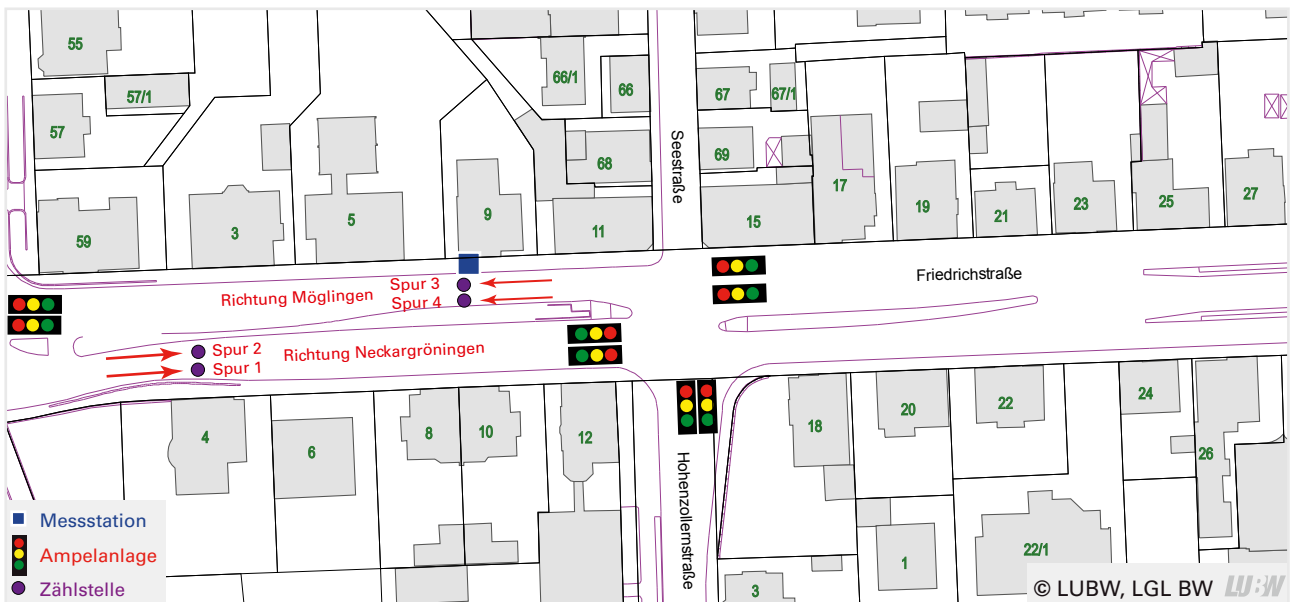 55
57/1
57
59
3
5
9
66/1
66
68
11
Seestraße
67
67/1
69
15
17
19
21
23
25
27
Friedrichstraße
Richtung Möglingen
Spur 3
Spur 4
Spur 2
Spur 1
Richtung Neckargröningen
4
6
8
10
12
Hohenzollernstraße
18
20
22
24
26
1
22/1
3
Messstation
Ampelanlage
Zählstelle
© LUBW, LGL BW LUBW